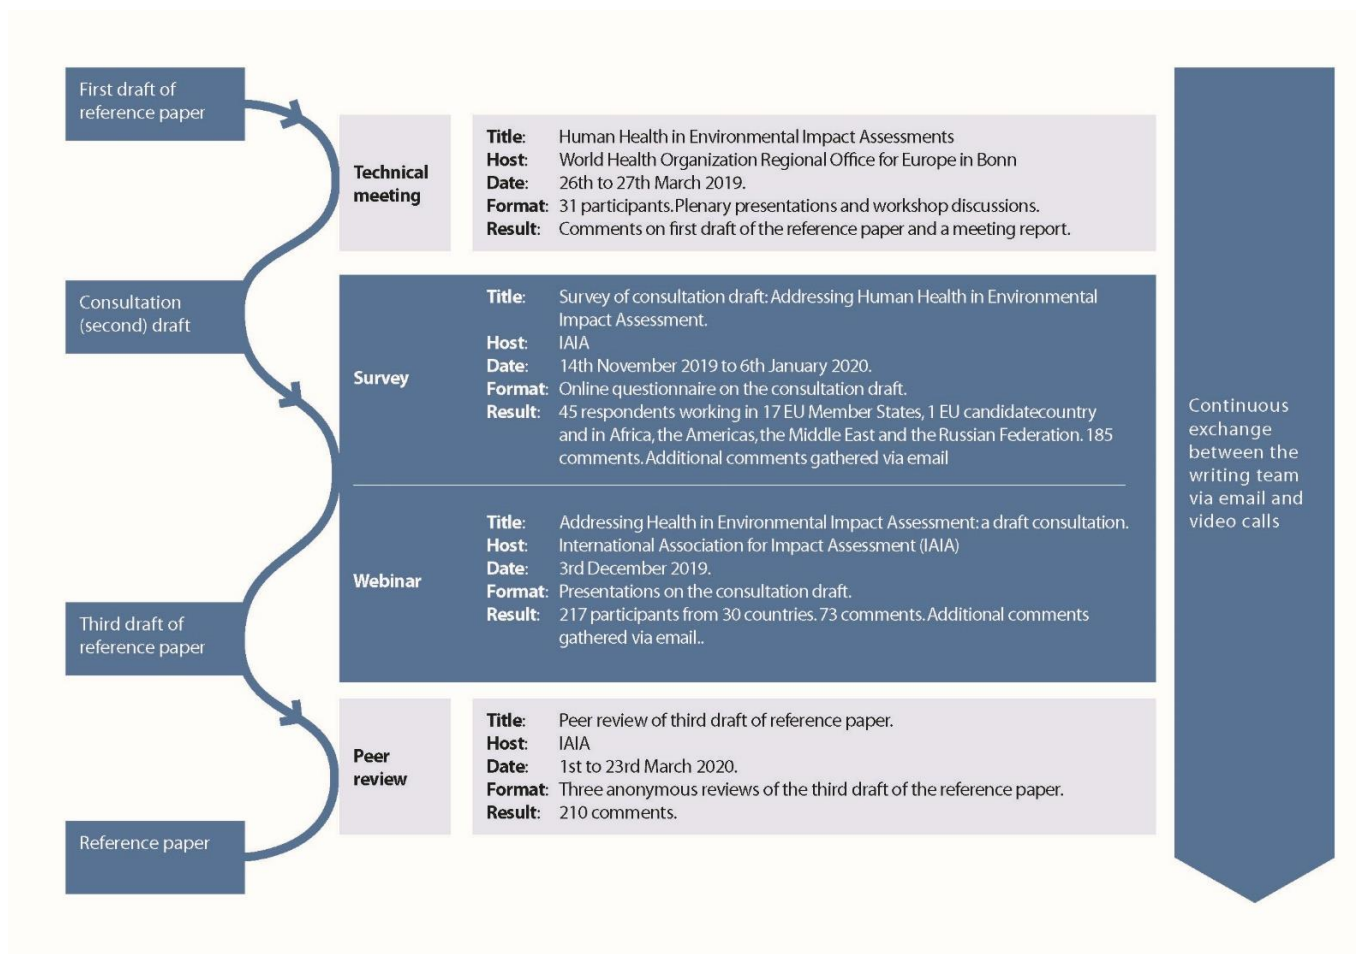 First draft of
reference paper
Technical
meeting
Title: Human Health in Environmental Impact Assessments
Host: World Health Organization Regional Office for Europe in Bonn
Date: 26th to 27th March 2019.
Format: 31 participants.Plenary presentations and workshop discussions.
Result: Comments on first draft of the reference paper and a meeting report.
Consultation
(second) draft
Survey
Title: Survey of consultation draft: Addressing Human Health in Environmental
Impact Assessment.
Host: IAIA
Date: 14th November 2019 to 6th January 2020.
Format: Online questionnaire on the consultation draft.
Result: 45 respondents working in 17 EU Member States, 1 EU candidatecountry
and in Africa, the Americas, the Middle East and the Russian Federation. 185
comments. Additional comments gathered via email
Webinar
Title: Addressing Health in Environmental Impact Assessment: a draft consultation.
Host: International Association for Impact Assessment (IAIA)
Date: 3rd December 2019.
Format: Presentations on the consultation draft.
Result: 217 participants from 30 countries. 73 comments. Additional comments
gathered via email..
Third draft of
reference paper
Peer
review
Title: Peer review of third draft of reference paper.
Host: IAIA
Date: 1st to 23rd March 2020.
Format: Three anonymous reviews of the third draft of the reference paper.
Result: 210 comments.
Reference paper
Continuous
exchange
between the
writing team
via email and
video calls